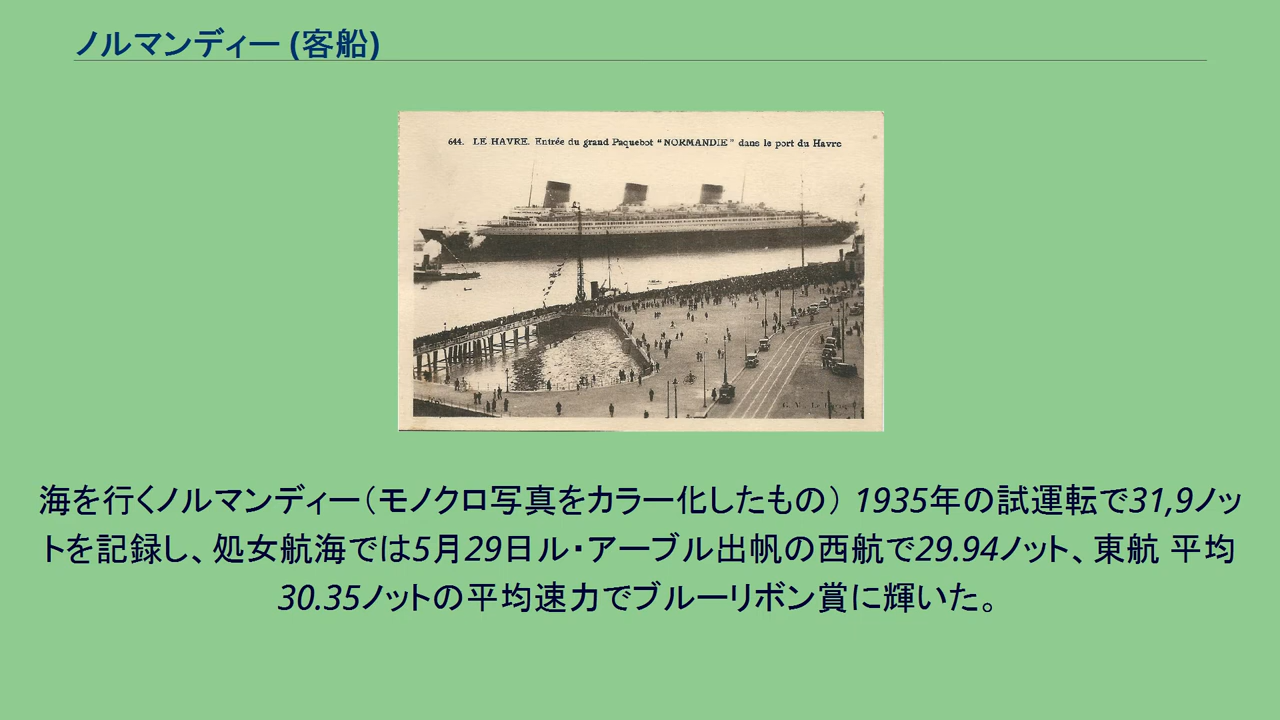 ノルマンディー (客船)
644. LE HAVRE. Entrée du grand Paquebot "NORMANDIE" dans le port du Havre
海を行くノルマンディー（モノクロ写真をカラー化したもの） 1935年の試運転で31,9ノッ
トを記録し、処女航海では5月29日ル・アーブル出帆の西航で29.94ノット、東航 平均
30.35ノットの平均速力でブルーリボン賞に輝いた。